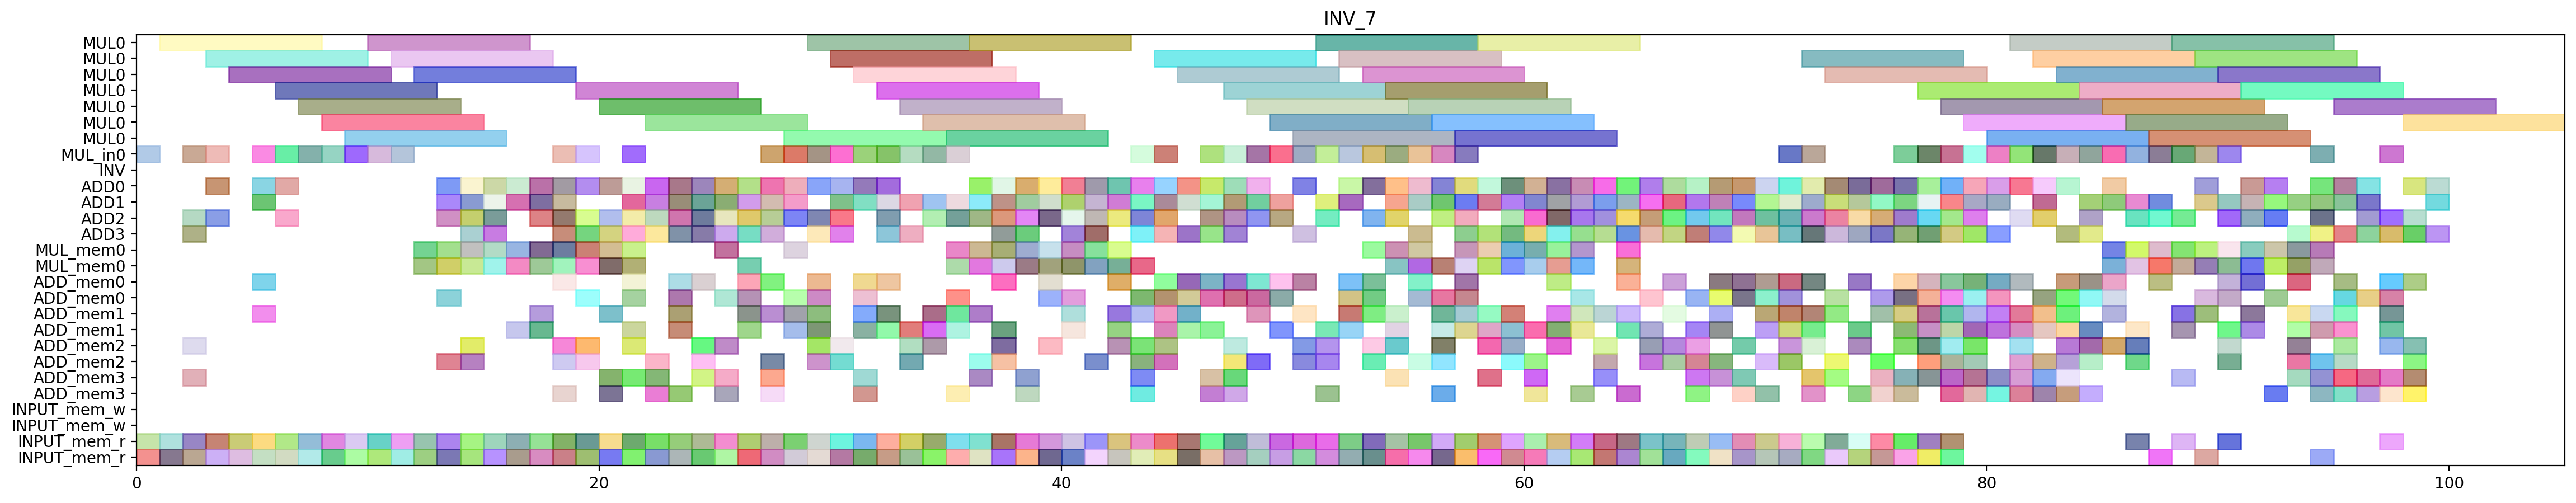 INV_7
MUL0
MUL0
MUL0
MUL0
MUL0
MUL0
MUL0
MUL_in0
INV
ADD0
ADD1
ADD2
ADD3
MUL_mem0
MUL_mem0
ADD_mem0
ADD_mem0
ADD_mem1
ADD_mem1
ADD_mem2
ADD_mem2
ADD_mem3
ADD_mem3
INPUT_mem_w
INPUT_mem_w
INPUT_mem_r
INPUT_mem_r
0 20 40 60 80 100